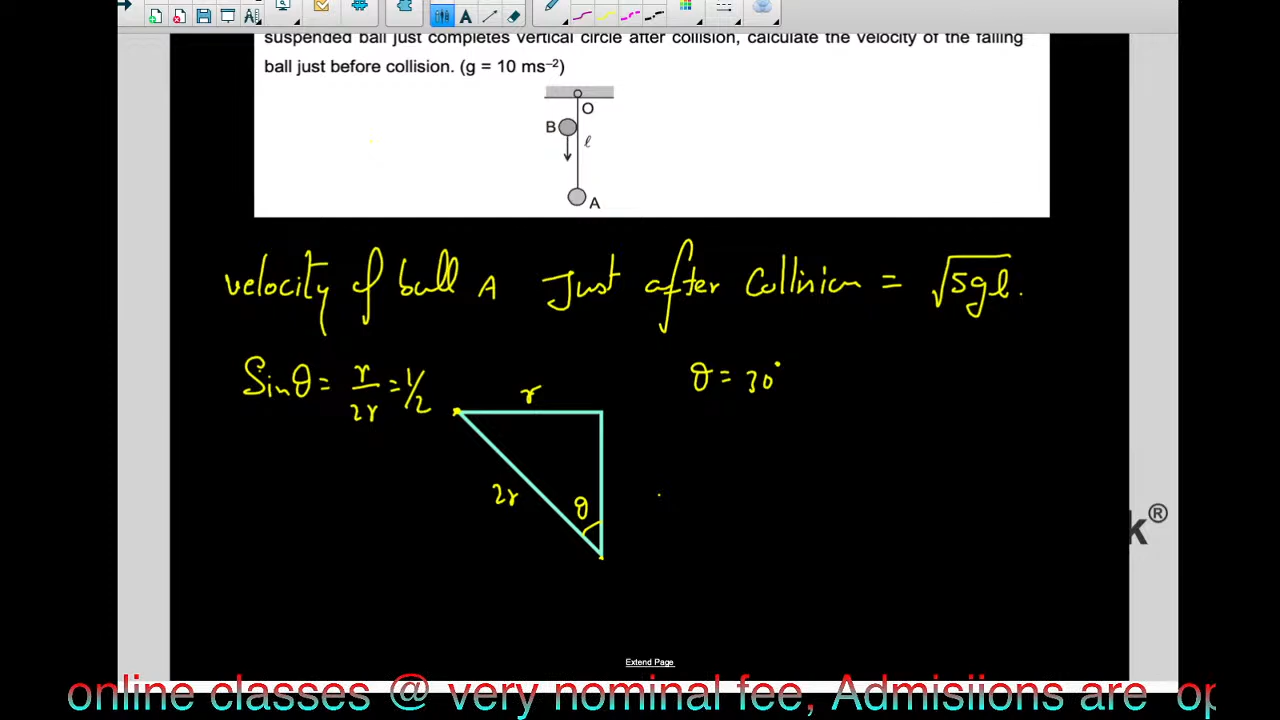 suspended ball just completes vertical circle after collision, calculate the velocity of the falling
ball just before collision. (g = 10 ms⁻²)
O
B
ℓ
A
velocity of ball A Just after Collision = √5gl.
Sinθ = r/2r = 1/2
r
θ = 30°
2r
θ
k®
Extend Page
online classes @ very nominal fee, Admisiions are op